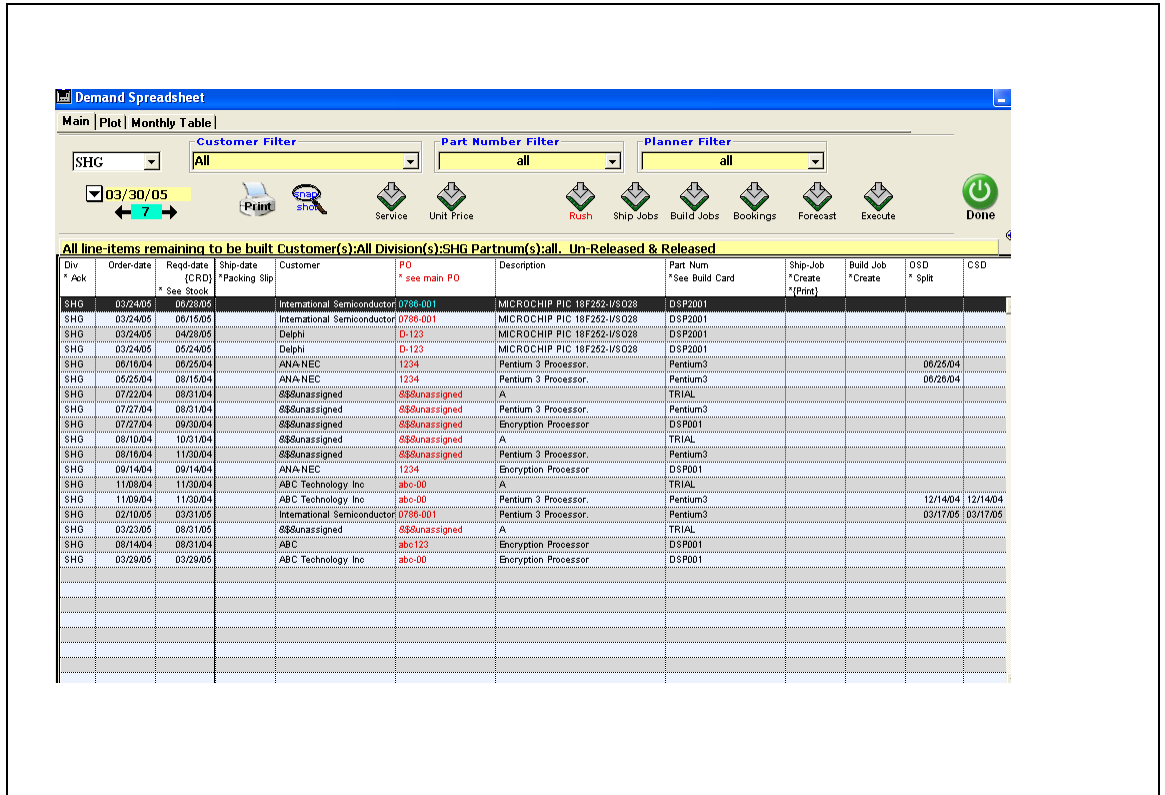 Demand Spreadsheet
Main Plot Monthly Table
Customer Filter Part Number Filter Planner Filter
SHG All all all
03/30/05
7
Print snap shot Service Unit Price Rush Ship Jobs Build Jobs Bookings Forecast Execute Done
All line-items remaining to be built Customer(s):All Division(s):SHG Partnum(s):all. Un-Released & Released
Div Order-date Reqd-date Ship-date Customer PO Description Part Num Ship-Job Build Job OSD CSD
* Ack {CRD} *Packing Slip * see main PO *See Build Card *Create *Create * Split
* See Stock *{Print}
SHG 03/24/05 06/28/05 International Semiconductor 0786-001 MICROCHIP PIC 18F252-I/SO28 DSP2001
SHG 03/24/05 06/15/05 International Semiconductor 0786-001 MICROCHIP PIC 18F252-I/SO28 DSP2001
SHG 03/24/05 04/28/05 Delphi D-123 MICROCHIP PIC 18F252-I/SO28 DSP2001
SHG 03/24/05 05/24/05 Delphi D-123 MICROCHIP PIC 18F252-I/SO28 DSP2001
SHG 06/16/04 06/25/04 ANA-NEC 1234 Pentium 3 Processor. Pentium3 06/25/04
SHG 05/25/04 08/15/04 ANA-NEC 1234 Pentium 3 Processor. Pentium3 06/26/04
SHG 07/22/04 08/31/04 &$&unassigned &$&unassigned A TRIAL
SHG 07/27/04 08/31/04 &$&unassigned &$&unassigned Pentium 3 Processor. Pentium3
SHG 07/27/04 09/30/04 &$&unassigned &$&unassigned Encryption Processor DSP001
SHG 08/10/04 10/31/04 &$&unassigned &$&unassigned A TRIAL
SHG 08/16/04 11/30/04 &$&unassigned &$&unassigned Pentium 3 Processor. Pentium3
SHG 09/14/04 09/14/04 ANA-NEC 1234 Encryption Processor DSP001
SHG 11/08/04 11/30/04 ABC Technology Inc abc-00 A TRIAL
SHG 11/09/04 11/30/04 ABC Technology Inc abc-00 Pentium 3 Processor. Pentium3 12/14/04 12/14/04
SHG 02/10/05 03/31/05 International Semiconductor 0786-001 Pentium 3 Processor. Pentium3 03/17/05 03/17/05
SHG 03/23/05 08/31/05 &$&unassigned &$&unassigned A TRIAL
SHG 08/14/04 08/31/04 ABC abc123 Encryption Processor DSP001
SHG 03/29/05 03/29/05 ABC Technology Inc abc-00 Encryption Processor DSP001